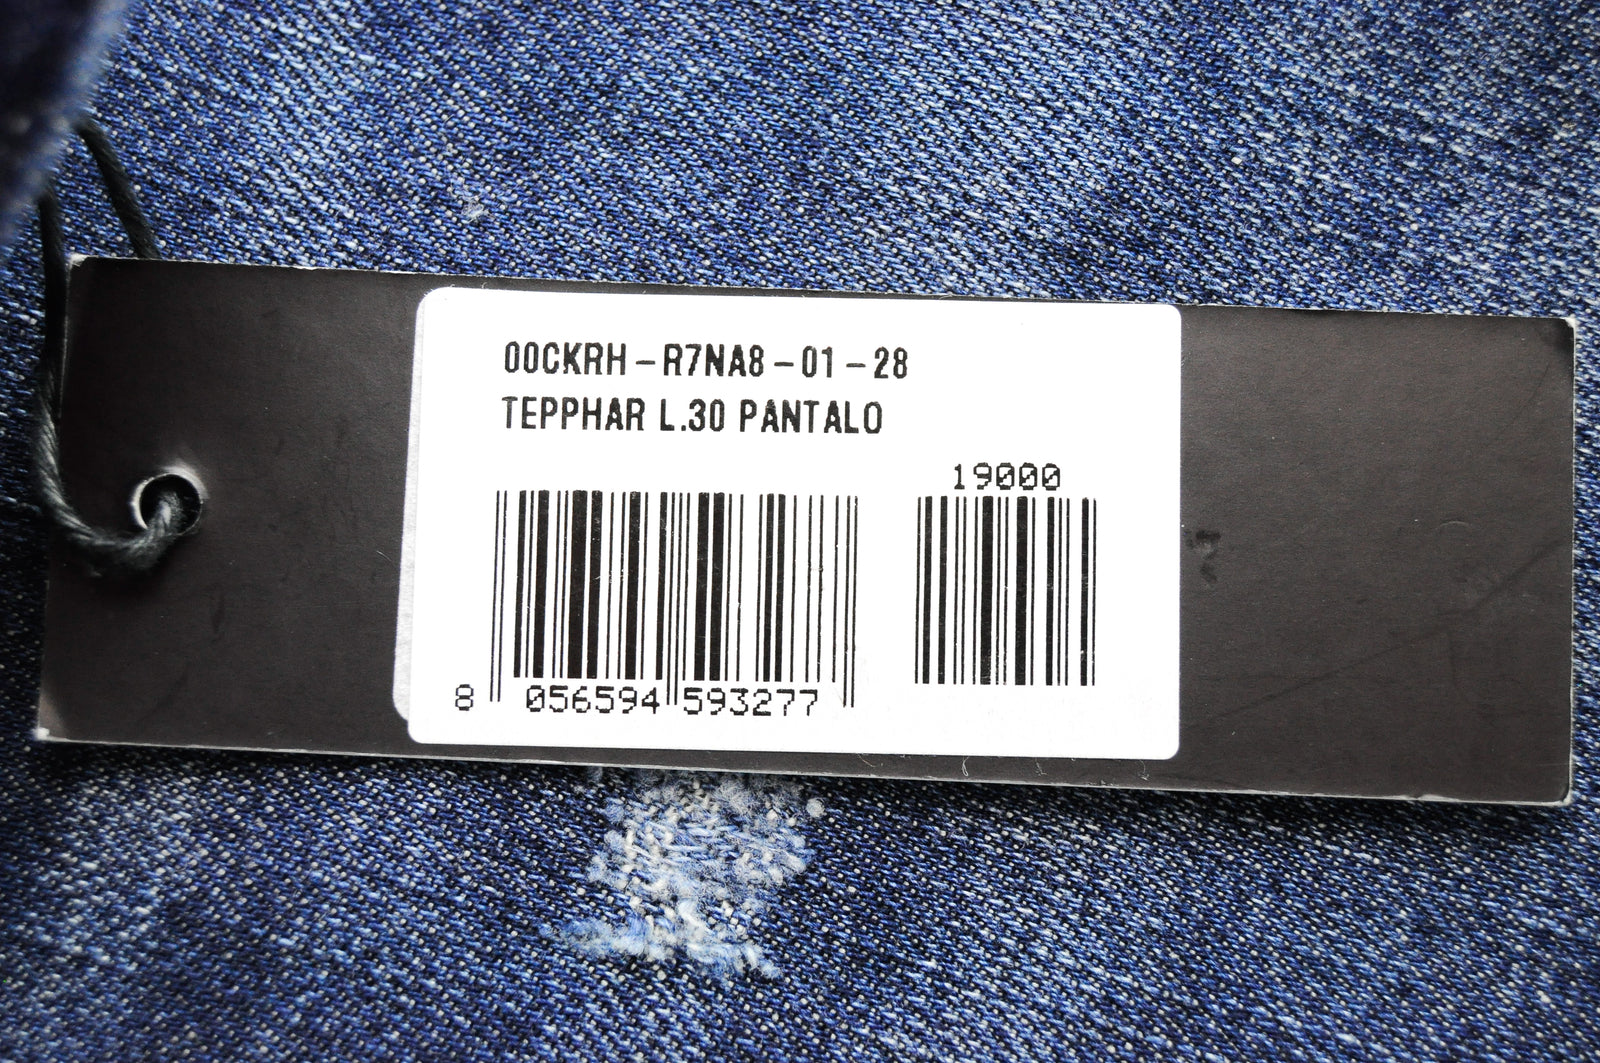 00CKRH-R7NA8-01-28
TEPPHAR L.30 PANTALO
19000
8 056594 593277